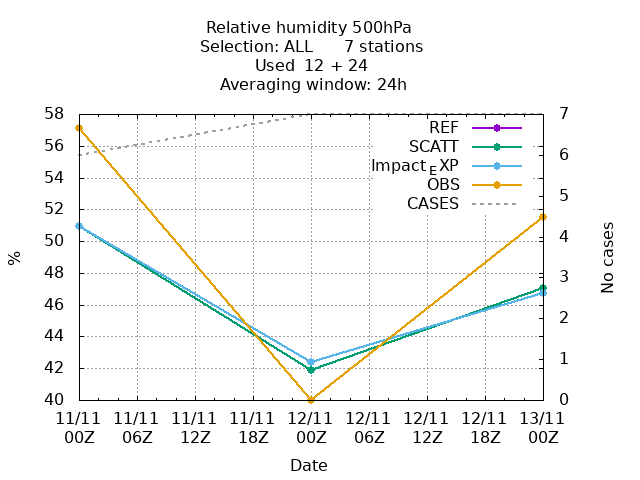 Relative humidity 500hPa
Selection: ALL 7 stations
Used 12 + 24
Averaging window: 24h
58
56
54
52
50
48
46
44
42
40
%
7
6
5
4
3
2
1
0
No cases
REF
SCATT
Impact_EXP
OBS
CASES
11/11 11/11 11/11 11/11 12/11 12/11 12/11 12/11 13/11
00Z 06Z 12Z 18Z 00Z 06Z 12Z 18Z 00Z
Date